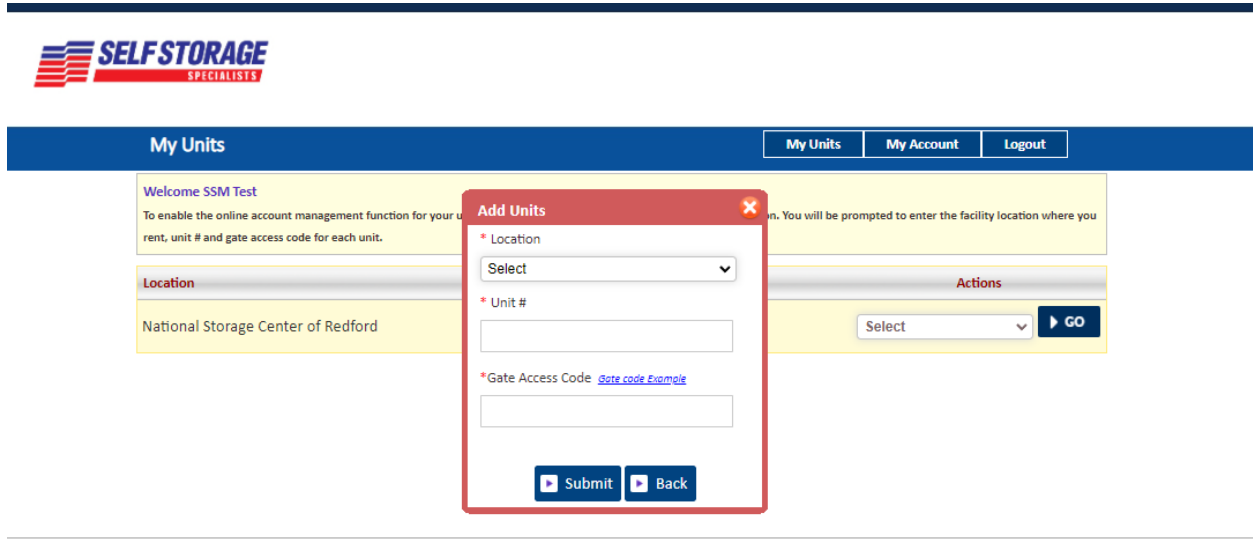 SELF STORAGE
SPECIALISTS
My Units
My Units
My Account
Logout
Welcome SSM Test
To enable the online account management function for your u
n. You will be prompted to enter the facility location where you
rent, unit # and gate access code for each unit.
Location
Actions
National Storage Center of Redford
Select
GO
Add Units
* Location
Select
* Unit #
*Gate Access Code Gate code Example
Submit
Back